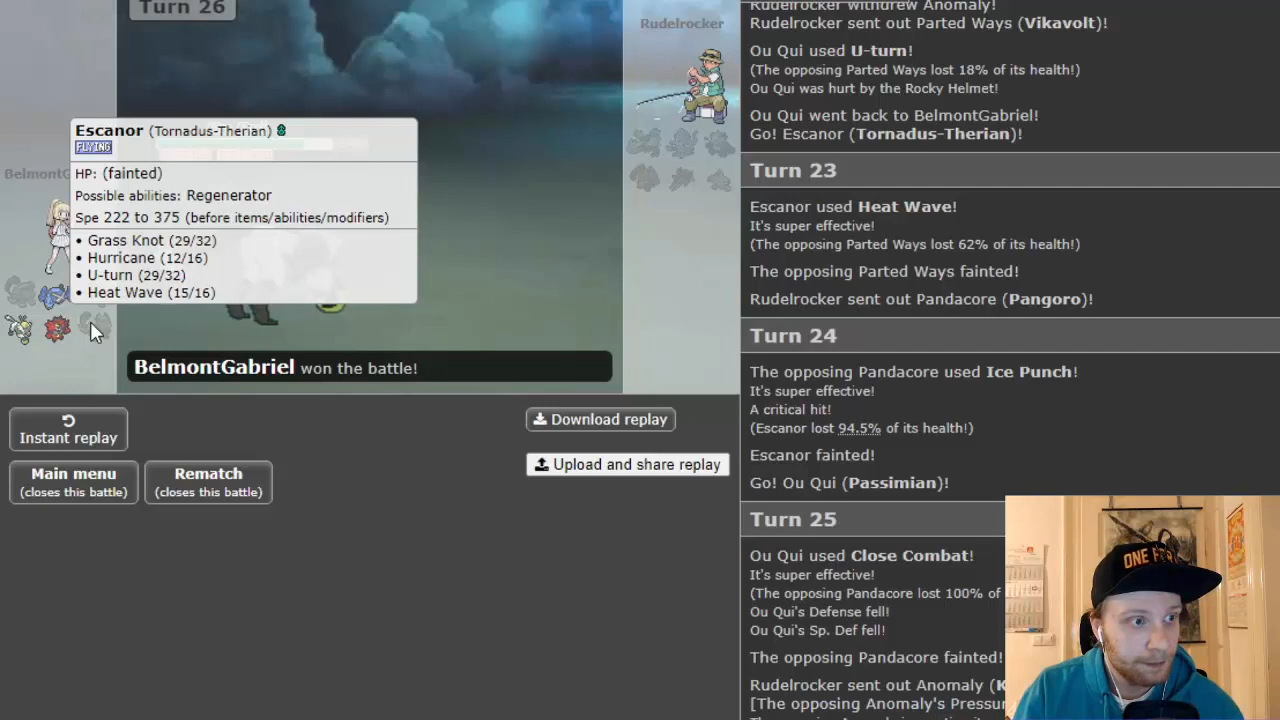 Turn 26
Rudelrocker
Escanor (Tornadus-Therian)
FLYING
HP: (fainted)
Possible abilities: Regenerator
Spe 222 to 375 (before items/abilities/modifiers)
• Grass Knot (29/32)
• Hurricane (12/16)
• U-turn (29/32)
• Heat Wave (15/16)
BelmontG
BelmontGabriel won the battle!
Instant replay
Download replay
Main menu
(closes this battle)
Rematch
(closes this battle)
Upload and share replay
Rudelrocker withdrew Anomaly!
Rudelrocker sent out Parted Ways (Vikavolt)!
Ou Qui used U-turn!
(The opposing Parted Ways lost 18% of its health!)
Ou Qui was hurt by the Rocky Helmet!
Ou Qui went back to BelmontGabriel!
Go! Escanor (Tornadus-Therian)!
Turn 23
Escanor used Heat Wave!
It's super effective!
(The opposing Parted Ways lost 62% of its health!)
The opposing Parted Ways fainted!
Rudelrocker sent out Pandacore (Pangoro)!
Turn 24
The opposing Pandacore used Ice Punch!
It's super effective!
A critical hit!
(Escanor lost 94.5% of its health!)
Escanor fainted!
Go! Ou Qui (Passimian)!
Turn 25
Ou Qui used Close Combat!
It's super effective!
(The opposing Pandacore lost 100% of
Ou Qui's Defense fell!
Ou Qui's Sp. Def fell!
The opposing Pandacore fainted!
Rudelrocker sent out Anomaly (K
[The opposing Anomaly's Pressur
ONE FOR